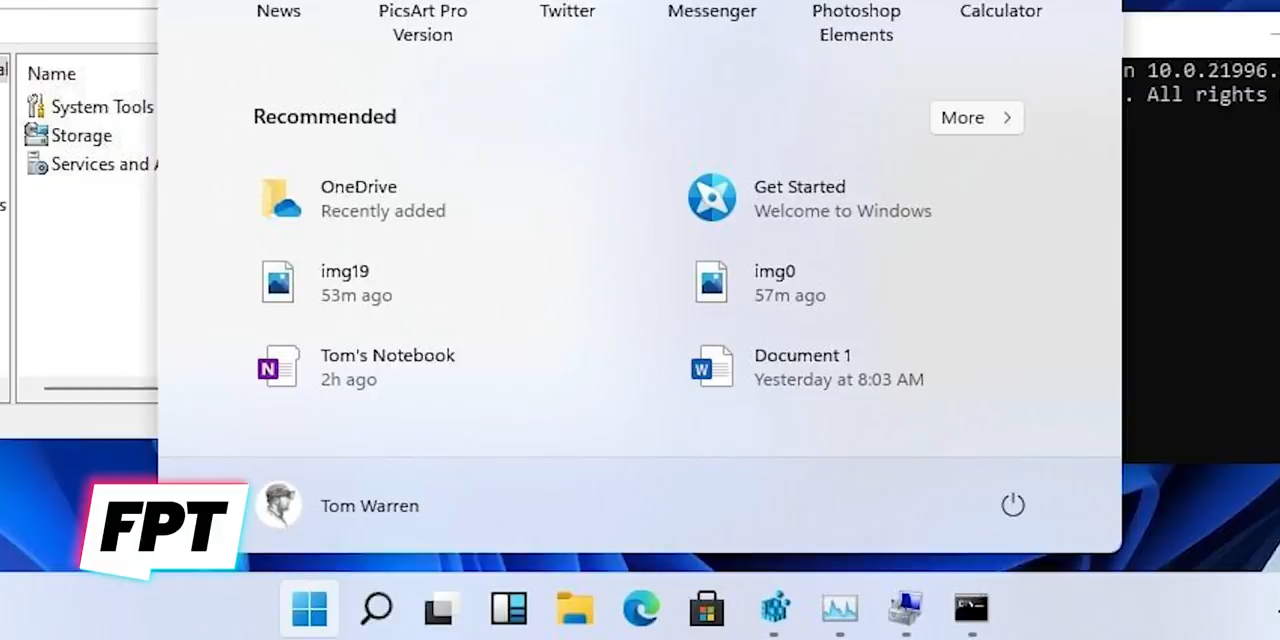 News
PicsArt Pro
Version
Twitter
Messenger
Photoshop
Elements
Calculator
Name
System Tools
Storage
Services and
n 10.0.21996.
. All rights
Recommended
More
OneDrive
Recently added
Get Started
Welcome to Windows
img19
53m ago
img0
57m ago
Tom's Notebook
2h ago
Document 1
Yesterday at 8:03 AM
Tom Warren
FPT